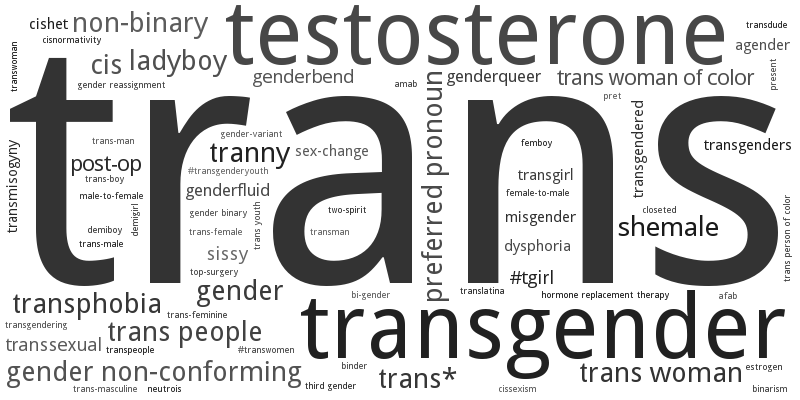 cishet
non-binary
testosterone
transdude
cisnormativity
agender
transwoman
cis
ladyboy
genderbend
amab
genderqueer
trans woman of color
present
gender reassignment
pret
trans
preferred pronoun
transgendered
gender-variant
trans-man
tranny
sex-change
femboy
transgenders
transmisogyny
post-op
#transgenderyouth
trans-boy
transgirl
male-to-female
genderfluid
female-to-male
demigirl
gender binary
trans youth
two-spirit
misgender
closeted
shemale
trans person of color
demiboy
trans-female
transman
trans-male
sissy
dysphoria
top-surgery
#tgirl
gender
translatina
hormone replacement therapy
afab
bi-gender
transphobia
trans-feminine
transgender
transgendering
trans people
transsexual
transpeople
#transwomen
gender non-conforming
binder
trans*
trans woman
estrogen
trans-masculine
neutrois
third gender
cissexism
binarism